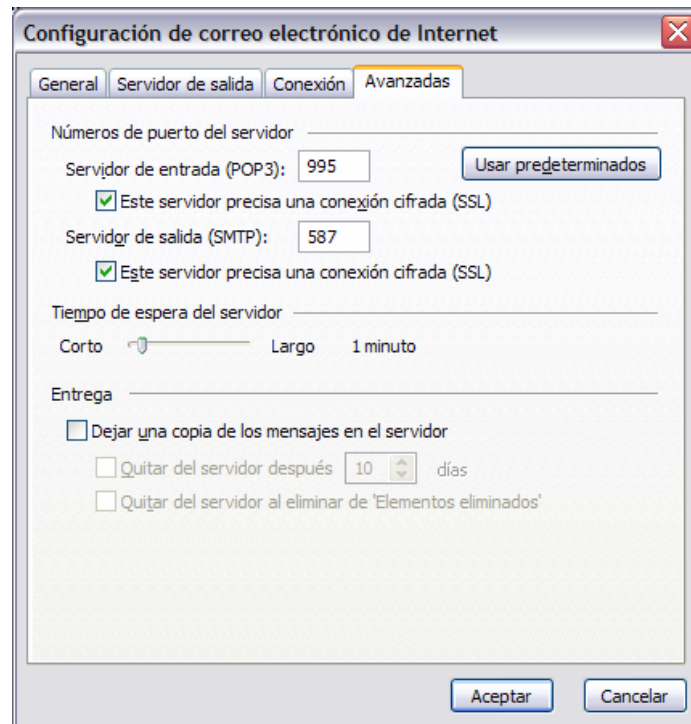 Configuración de correo electrónico de Internet
General Servidor de salida Conexión Avanzadas
Números de puerto del servidor
Servidor de entrada (POP3): 995 Usar predeterminados
Este servidor precisa una conexión cifrada (SSL)
Servidor de salida (SMTP): 587
Este servidor precisa una conexión cifrada (SSL)
Tiempo de espera del servidor
Corto Largo 1 minuto
Entrega
Dejar una copia de los mensajes en el servidor
Quitar del servidor después 10 días
Quitar del servidor al eliminar de 'Elementos eliminados'
Aceptar Cancelar